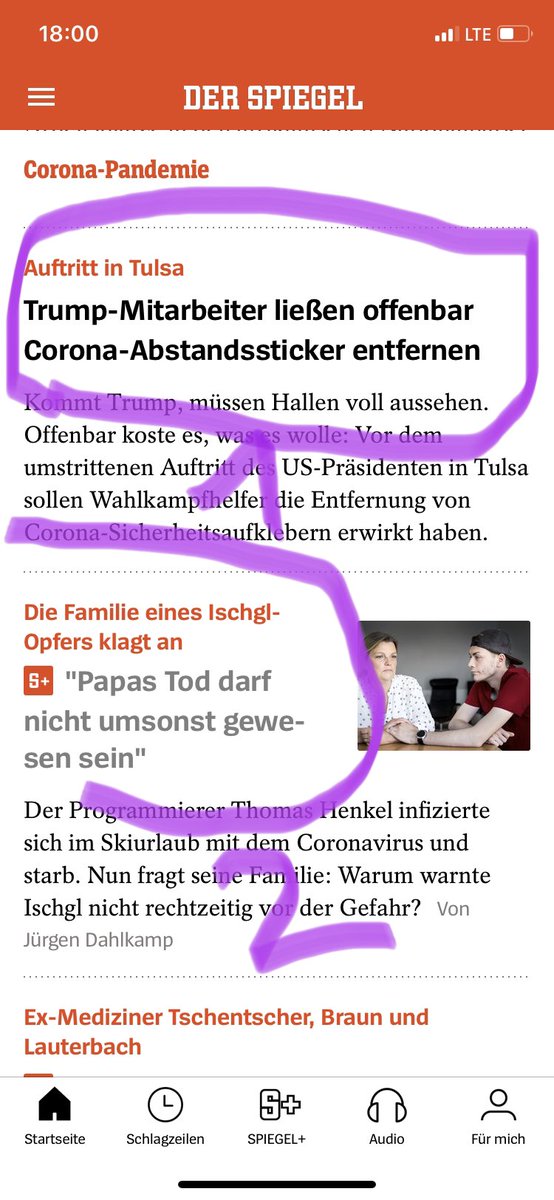 18:00
LTE
DER SPIEGEL
Corona-Pandemie
Auftritt in Tulsa
Trump-Mitarbeiter ließen offenbar
Corona-Abstandssticker entfernen
Kommt Trump, müssen Hallen voll aussehen.
Offenbar koste es, was es wolle: Vor dem
umstrittenen Auftritt des US-Präsidenten in Tulsa
sollen Wahlkampfhelfer die Entfernung von
Corona-Sicherheitsaufklebern erwirkt haben.
1
Die Familie eines Ischgl-
Opfers klagt an
S+ "Papas Tod darf
nicht umsonst gewe-
sen sein"
Der Programmierer Thomas Henkel infizierte
sich im Skiurlaub mit dem Coronavirus und
starb. Nun fragt seine Familie: Warum warnte
Ischgl nicht rechtzeitig vor der Gefahr? Von
Jürgen Dahlkamp
2
Ex-Mediziner Tschentscher, Braun und
Lauterbach
S+
Startseite Schlagzeilen SPIEGEL+ Audio Für mich